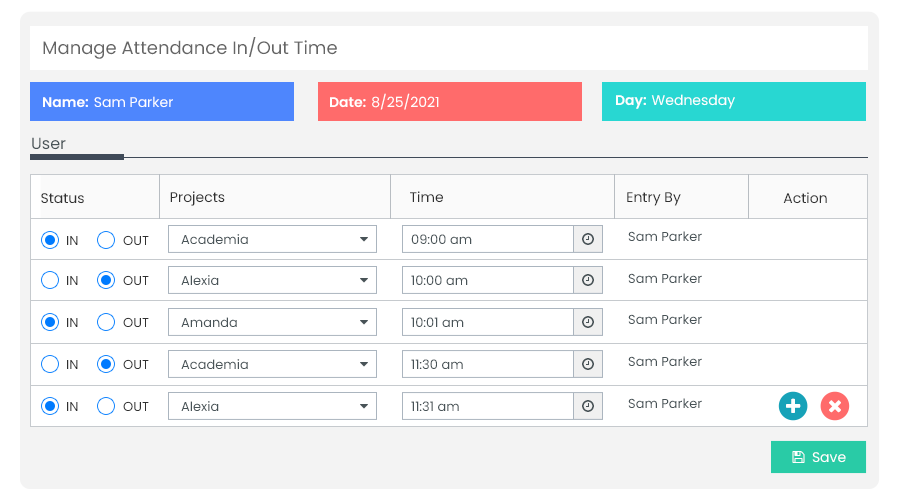 Manage Attendance In/Out Time
Name: Sam Parker Date: 8/25/2021 Day: Wednesday
User
Status Projects Time Entry By Action
IN OUT Academia 09:00 am Sam Parker
IN OUT Alexia 10:00 am Sam Parker
IN OUT Amanda 10:01 am Sam Parker
IN OUT Academia 11:30 am Sam Parker
IN OUT Alexia 11:31 am Sam Parker
Save